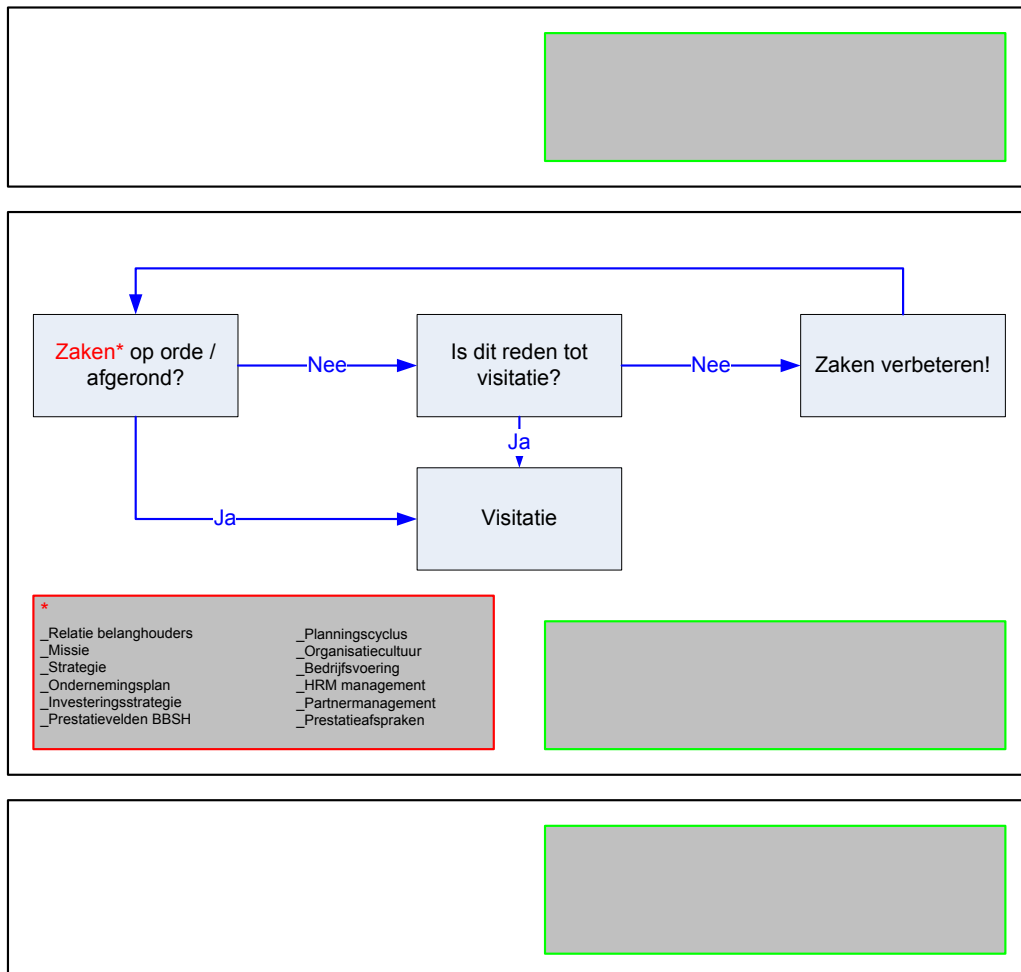 Zaken* op orde /
afgerond?
Nee
Is dit reden tot
visitatie?
Nee
Zaken verbeteren!
Ja
Ja
Visitatie
*
_Relatie belanghouders
_Missie
_Strategie
_Ondernemingsplan
_Investeringsstrategie
_Prestatievelden BBSH
_Planningscyclus
_Organisatiecultuur
_Bedrijfsvoering
_HRM management
_Partnermanagement
_Prestatieafspraken